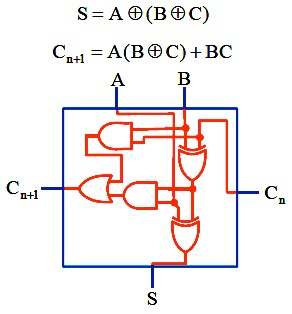 S = A ⊕ (B ⊕ C)
Cn+1 = A(B ⊕ C) + BC
A B
Cn+1 Cn
S